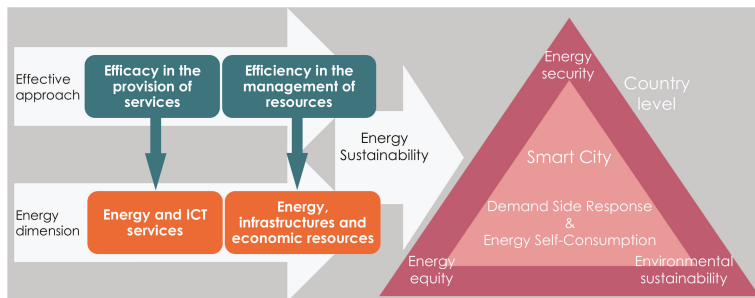 Effective
approach
Efficacy in the
provision of
services
Efficiency in the
management of
resources
Energy
dimension
Energy and ICT
services
Energy,
infrastructures and
economic resources
Energy
Sustainability
Energy
security
Country
level
Smart City
Demand Side Response
&
Energy Self-Consumption
Energy
equity
Environmental
sustainability